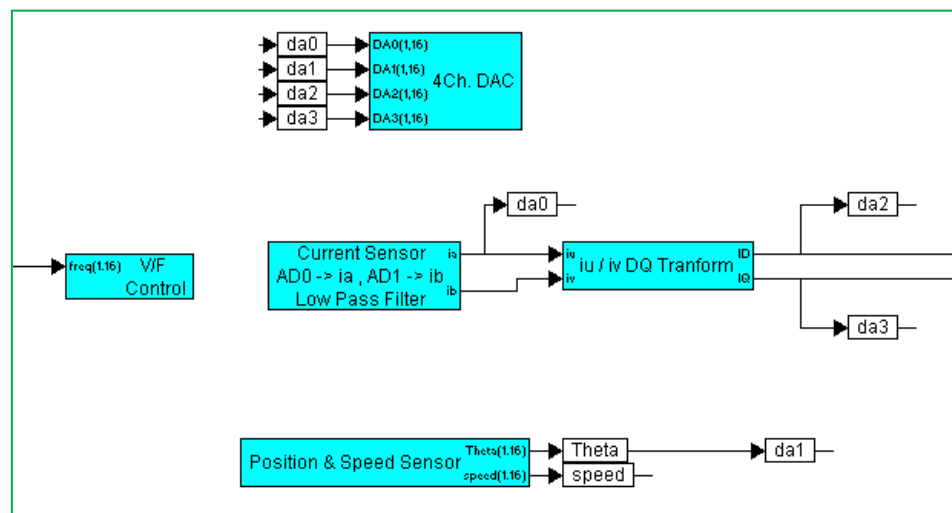 da0
DA0(1,16)
da1
DA1(1,16)
4Ch. DAC
da2
DA2(1,16)
da3
DA3(1,16)
da0
da2
freq(1.16)
V/F
Control
Current Sensor
ia
AD0 -> ia , AD1 -> ib
ib
Low Pass Filter
iu
iv
iu / iv DQ Tranform
ID
IQ
da3
Position & Speed Sensor
Theta(1.16)
speed(1.16)
Theta
speed
da1